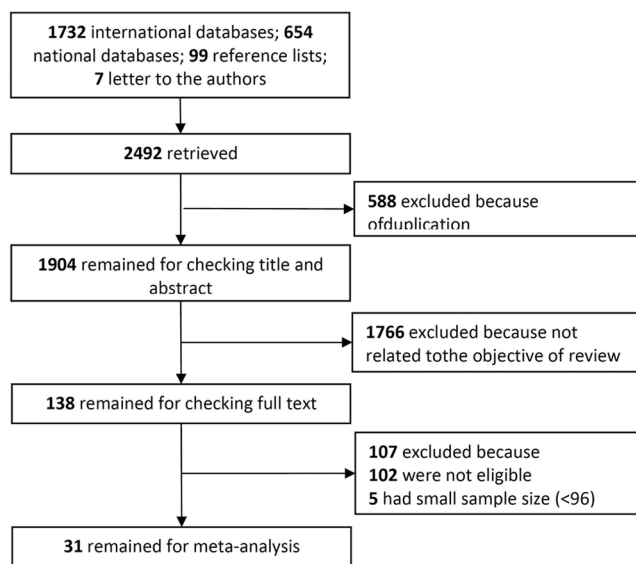 1732 international databases; 654
national databases; 99 reference lists;
7 letter to the authors
2492 retrieved
588 excluded because
ofduplication
1904 remained for checking title and
abstract
1766 excluded because not
related tothe objective of review
138 remained for checking full text
107 excluded because
102 were not eligible
5 had small sample size (<96)
31 remained for meta-analysis